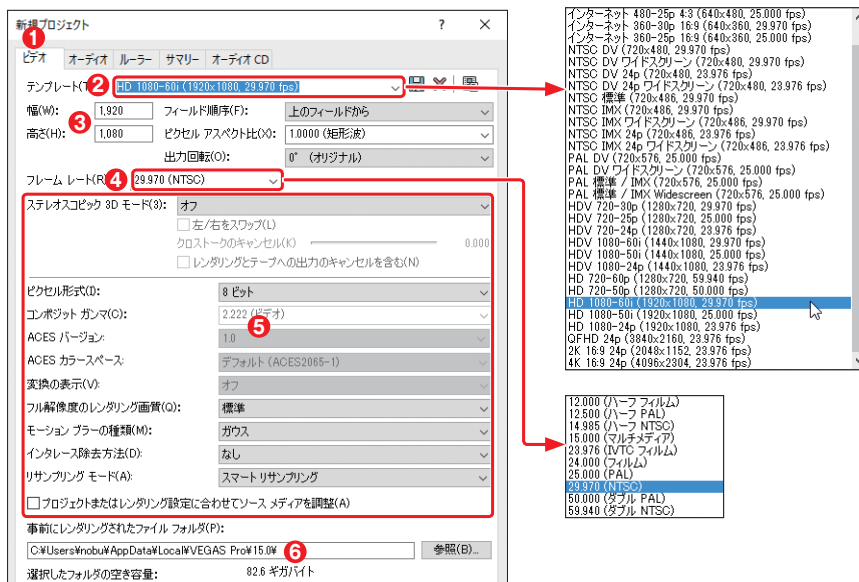 新規プロジェクト
? ×
1
ビデオ オーディオ ルーラー サマリー オーディオ CD
テンプレート(T 2 HD 1080-60i (1920x1080, 29.970 fps)
幅(W): 1,920 フィールド順序(F): 上のフィールドから
3
高さ(H): 1,080 ピクセル アスペクト比(X): 1.0000 (矩形波)
出力回転(O): 0° (オリジナル)
フレーム レート(R 4 29.970 (NTSC)
ステレオスコピック 3D モード(3): オフ
左/右をスワップ(L)
クロストークのキャンセル(K) 0.000
レンダリングとテープへの出力のキャンセルを含む(N)
ピクセル形式(I): 8 ビット
コンポジット ガンマ(C): 2.222 (ビデオ)
5
ACES バージョン: 1.0
ACES カラースペース: デフォルト (ACES2065-1)
変換の表示(V): オフ
フル解像度のレンダリング画質(Q): 標準
モーション ブラーの種類(M): ガウス
インタレース除去方法(D): なし
リサンプリング モード(A): スマート リサンプリング
プロジェクトまたはレンダリング設定に合わせてソース メディアを調整(A)
事前にレンダリングされたファイル フォルダ(P):
C:¥Users¥nobu¥AppData¥Local¥VEGAS Pro¥15.0¥ 6 参照(B)...
選択したフォルダの空き容量: 82.6 ギガバイト
インターネット 480-25p 4:3 (640x480, 25.000 fps)
インターネット 360-30p 16:9 (640x360, 29.970 fps)
インターネット 360-25p 16:9 (640x360, 25.000 fps)
NTSC DV (720x480, 29.970 fps)
NTSC DV ワイドスクリーン (720x480, 29.970 fps)
NTSC DV 24p (720x480, 23.976 fps)
NTSC DV 24p ワイドスクリーン (720x480, 23.976 fps)
NTSC 標準 (720x486, 29.970 fps)
NTSC IMX (720x486, 29.970 fps)
NTSC IMX ワイドスクリーン (720x486, 29.970 fps)
NTSC IMX 24p (720x486, 23.976 fps)
NTSC IMX 24p ワイドスクリーン (720x486, 23.976 fps)
PAL DV (720x576, 25.000 fps)
PAL DV ワイドスクリーン (720x576, 25.000 fps)
PAL 標準 / IMX (720x576, 25.000 fps)
PAL 標準 / IMX Widescreen (720x576, 25.000 fps)
HDV 720-30p (1280x720, 29.970 fps)
HDV 720-25p (1280x720, 25.000 fps)
HDV 720-24p (1280x720, 23.976 fps)
HDV 1080-60i (1440x1080, 29.970 fps)
HDV 1080-50i (1440x1080, 25.000 fps)
HDV 1080-24p (1440x1080, 23.976 fps)
HD 720-60p (1280x720, 59.940 fps)
HD 720-50p (1280x720, 50.000 fps)
HD 1080-60i (1920x1080, 29.970 fps)
HD 1080-50i (1920x1080, 25.000 fps)
HD 1080-24p (1920x1080, 23.976 fps)
QFHD 24p (3840x2160, 23.976 fps)
2K 16:9 24p (2048x1152, 23.976 fps)
4K 16:9 24p (4096x2304, 23.976 fps)
12.000 (ハーフ フィルム)
12.500 (ハーフ PAL)
14.985 (ハーフ NTSC)
15.000 (マルチメディア)
23.976 (IVTC フィルム)
24.000 (フィルム)
25.000 (PAL)
29.970 (NTSC)
50.000 (ダブル PAL)
59.940 (ダブル NTSC)